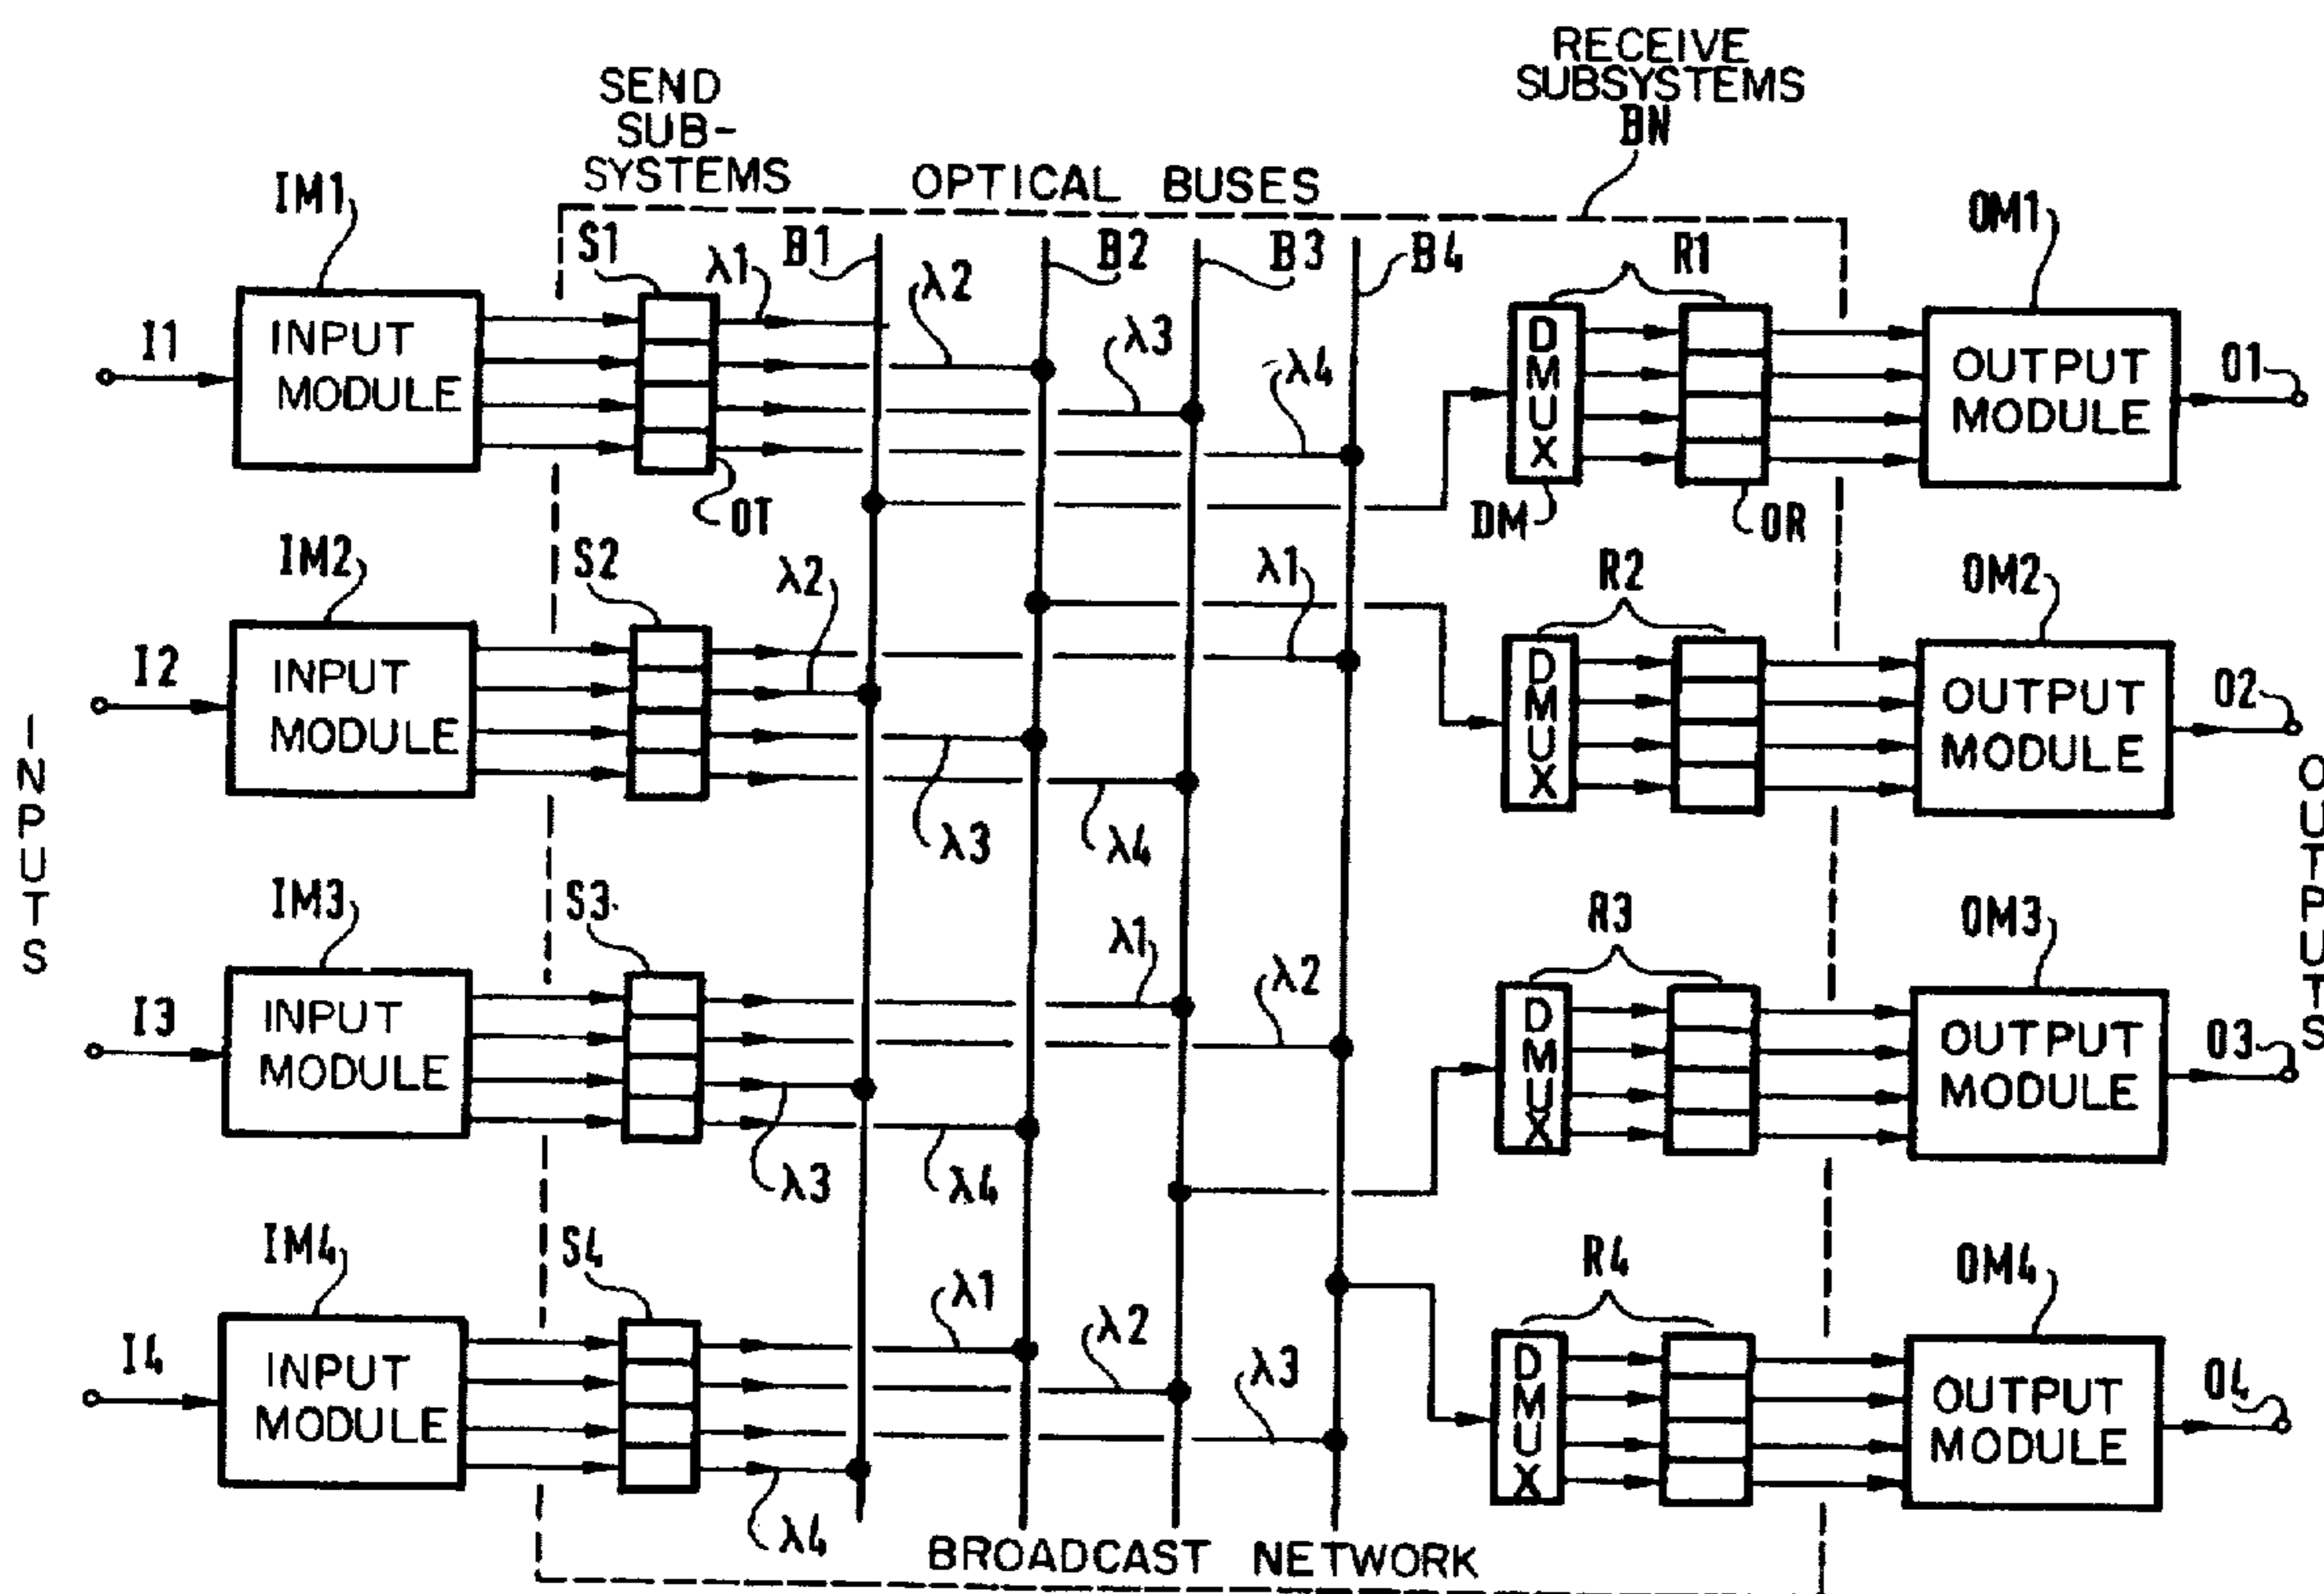 RECEIVE
SUBSYSTEMS
BN
SEND
SUB-
SYSTEMS
OPTICAL BUSES
IM1
S1
λ1
B1
λ2
B2
B3
B4
R1
OM1
I1
INPUT
MODULE
λ3
λ4
DMUX
OUTPUT
MODULE
O1
OT
DM
OR
IM2
S2
λ2
λ1
R2
OM2
I2
INPUT
MODULE
DMUX
OUTPUT
MODULE
O2
λ3
λ4
INPUTS
OUTPUTS
IM3
S3
λ1
λ2
R3
OM3
I3
INPUT
MODULE
DMUX
OUTPUT
MODULE
O3
λ3
λ4
IM4
S4
λ1
λ2
λ3
R4
OM4
I4
INPUT
MODULE
DMUX
OUTPUT
MODULE
O4
λ4
BROADCAST NETWORK